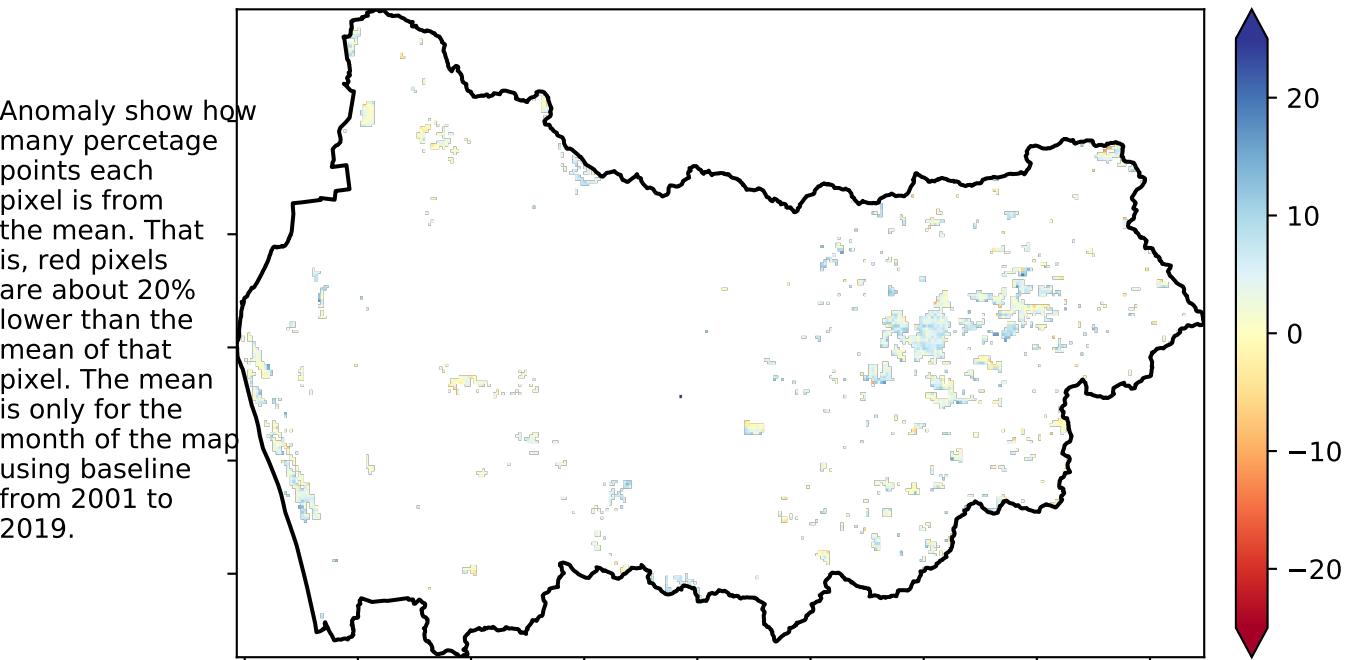 Anomaly show how
many percetage
points each
pixel is from
the mean. That
is, red pixels
are about 20%
lower than the
mean of that
pixel. The mean
is only for the
month of the map
using baseline
from 2001 to
2019.
20
10
0
−10
−20